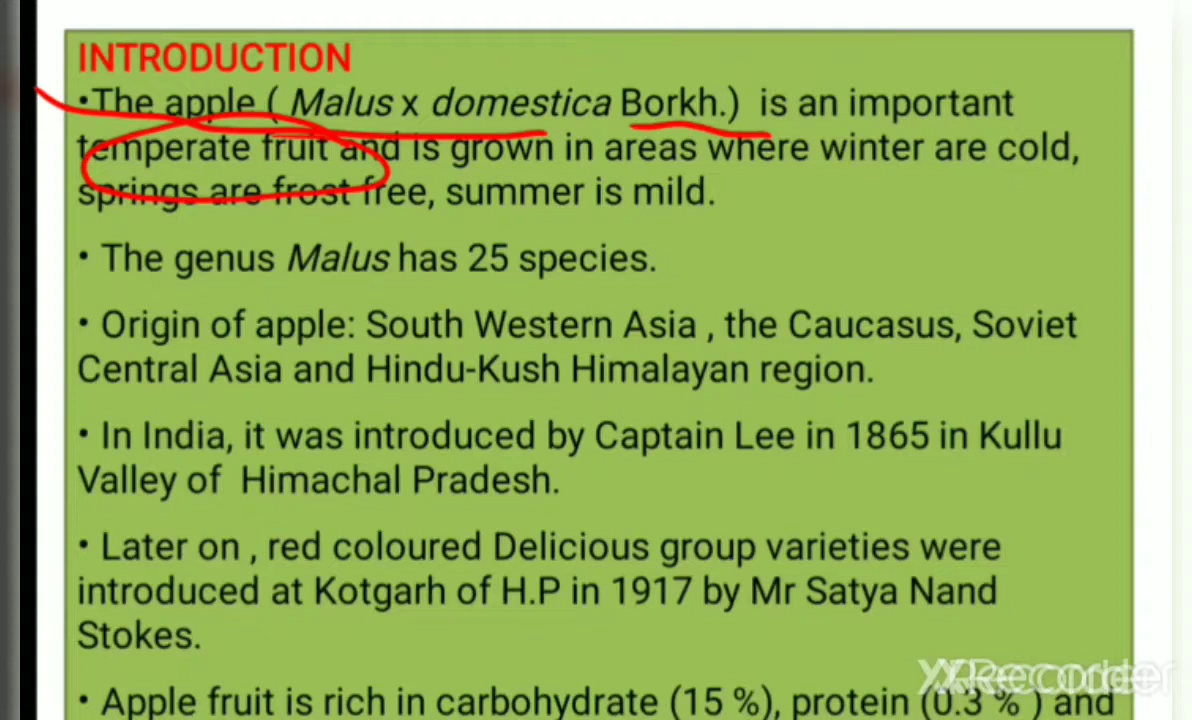 INTRODUCTION
•The apple ( Malus x domestica Borkh.) is an important
temperate fruit and is grown in areas where winter are cold,
springs are frost free, summer is mild.
• The genus Malus has 25 species.
• Origin of apple: South Western Asia , the Caucasus, Soviet
Central Asia and Hindu-Kush Himalayan region.
• In India, it was introduced by Captain Lee in 1865 in Kullu
Valley of Himachal Pradesh.
• Later on , red coloured Delicious group varieties were
introduced at Kotgarh of H.P in 1917 by Mr Satya Nand
Stokes.
• Apple fruit is rich in carbohydrate (15 %), protein (0.3 % ) and
XRecorder